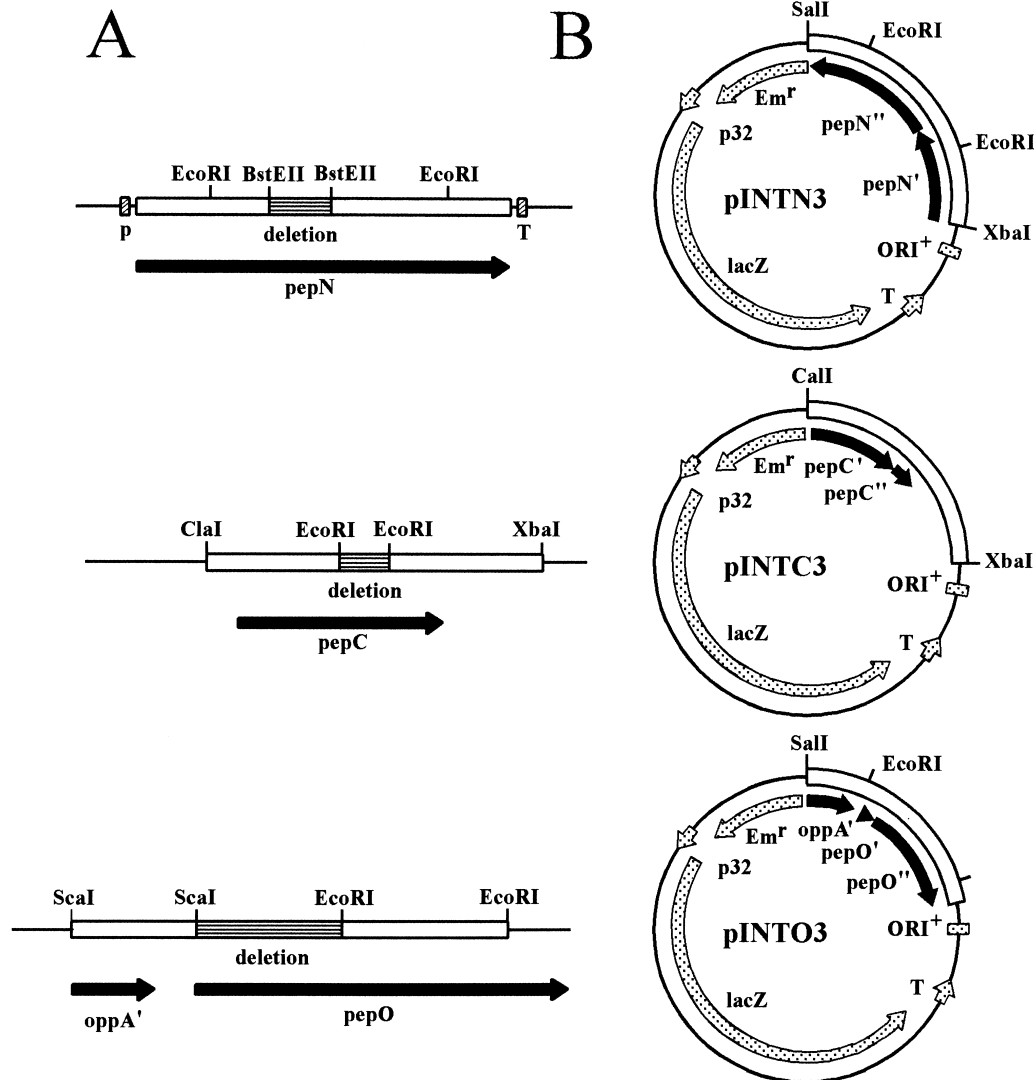 A
B
EcoRI BstEII BstEII EcoRI
p
deletion
T
pepN
ClaI EcoRI EcoRI XbaI
deletion
pepC
ScaI ScaI EcoRI EcoRI
deletion
oppA'
pepO
SalI
EcoRI
Emr
p32
pepN''
EcoRI
pepN'
pINTN3
XbaI
ORI+
lacZ
T
CalI
Emr
pepC'
pepC''
p32
pINTC3
XbaI
ORI+
lacZ
T
SalI
EcoRI
Emr
oppA'
pepO'
p32
pepO''
pINTO3
ORI+
lacZ
T